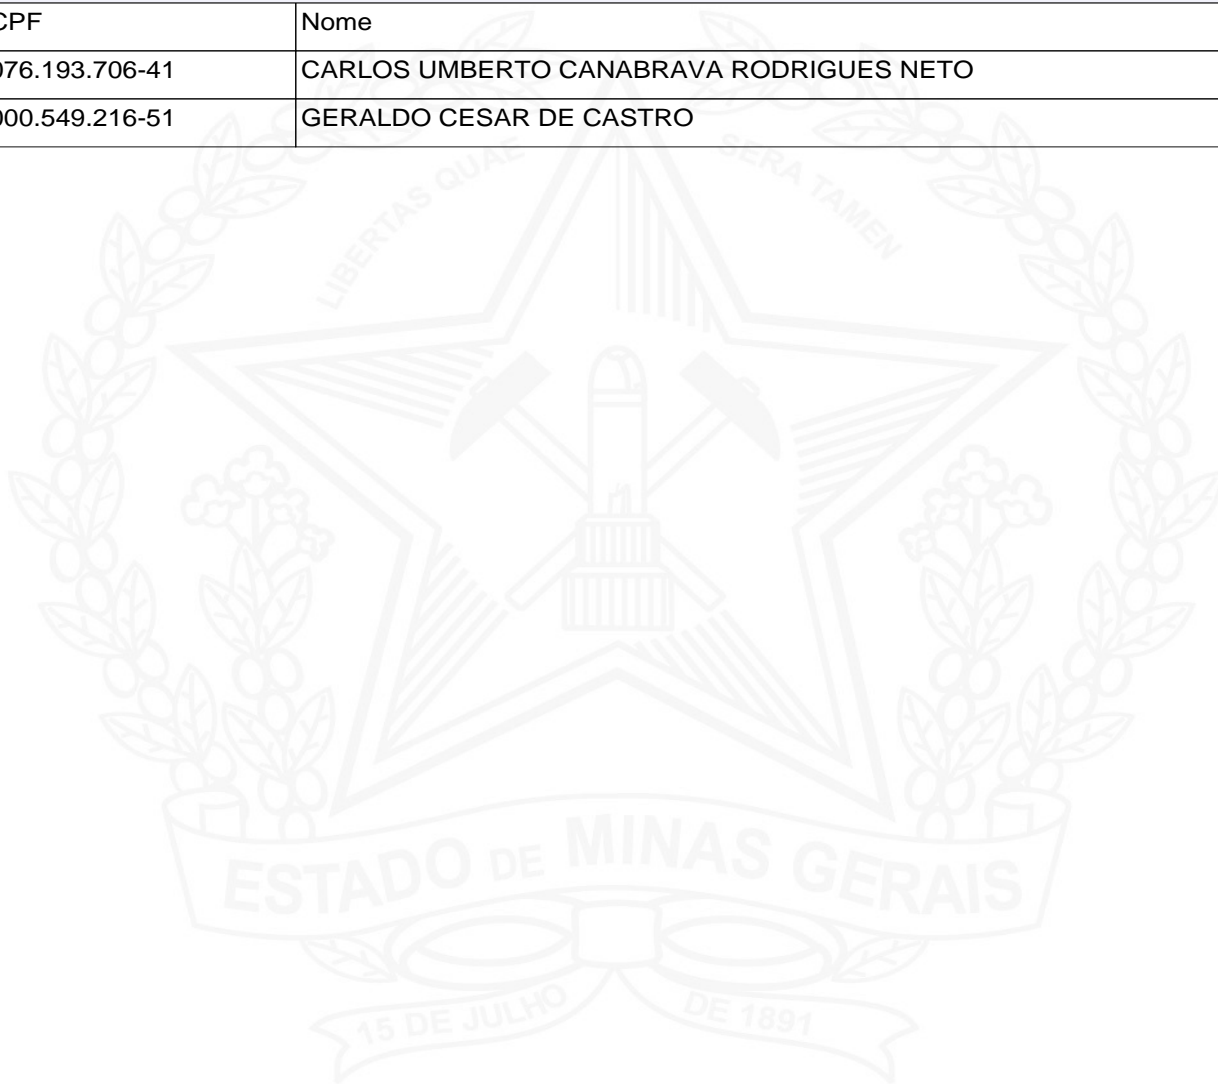 CPF Nome
076.193.706-41 CARLOS UMBERTO CANABRAVA RODRIGUES NETO
000.549.216-51 GERALDO CESAR DE CASTRO
LIBERTAS QUAE SERA TAMEN
ESTADO DE MINAS GERAIS
15 DE JULHO DE 1891